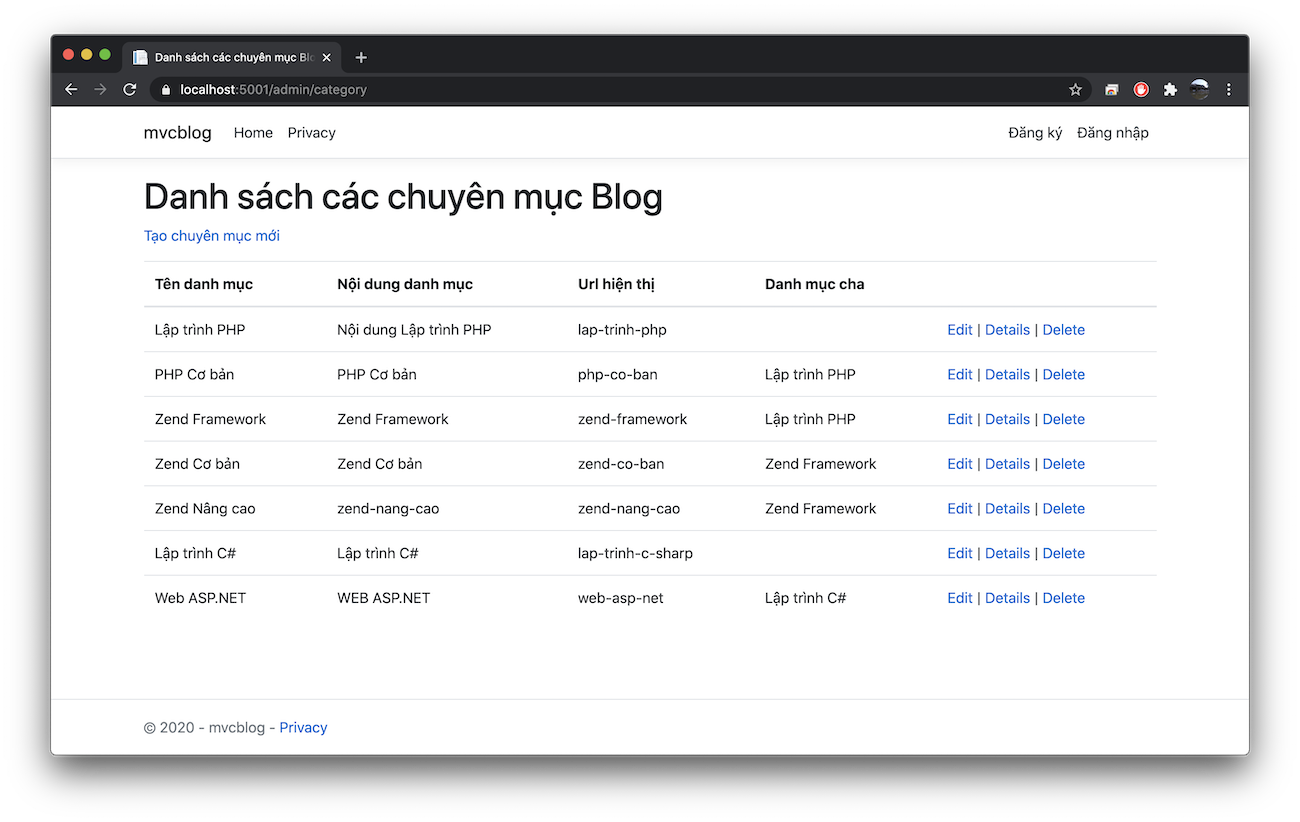 Danh sách các chuyên mục Blo
localhost:5001/admin/category
mvcblog Home Privacy Đăng ký Đăng nhập
Danh sách các chuyên mục Blog
Tạo chuyên mục mới
Tên danh mục Nội dung danh mục Url hiện thị Danh mục cha
Lập trình PHP Nội dung Lập trình PHP lap-trinh-php Edit | Details | Delete
PHP Cơ bản PHP Cơ bản php-co-ban Lập trình PHP Edit | Details | Delete
Zend Framework Zend Framework zend-framework Lập trình PHP Edit | Details | Delete
Zend Cơ bản Zend Cơ bản zend-co-ban Zend Framework Edit | Details | Delete
Zend Nâng cao zend-nang-cao zend-nang-cao Zend Framework Edit | Details | Delete
Lập trình C# Lập trình C# lap-trinh-c-sharp Edit | Details | Delete
Web ASP.NET WEB ASP.NET web-asp-net Lập trình C# Edit | Details | Delete
© 2020 - mvcblog - Privacy